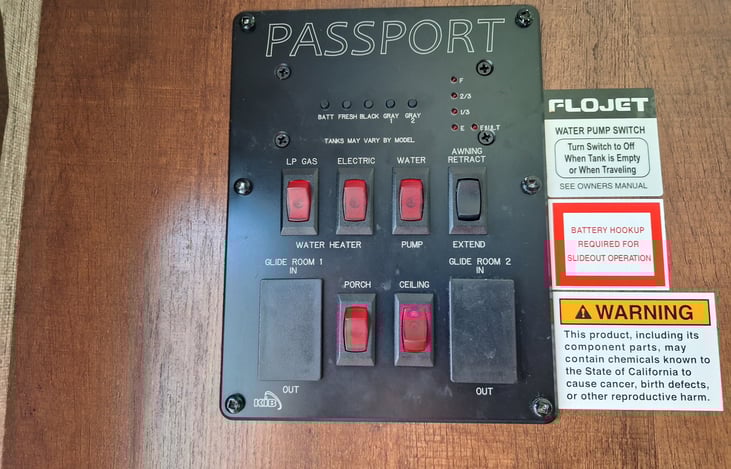 PASSPORT
F
2/3
1/3
E FAULT
BATT FRESH BLACK GRAY 1 GRAY 2
TANKS MAY VARY BY MODEL
LP GAS ELECTRIC WATER AWNING RETRACT
WATER HEATER PUMP EXTEND
GLIDE ROOM 1
IN
GLIDE ROOM 2
IN
PORCH CEILING
OUT
OUT
KIB
FLOJET
WATER PUMP SWITCH
Turn Switch to Off
When Tank is Empty
or When Traveling
SEE OWNERS MANUAL
BATTERY HOOKUP
REQUIRED FOR
SLIDEOUT OPERATION
WARNING
This product, including its
component parts, may
contain chemicals known to
the State of California to
cause cancer, birth defects,
or other reproductive harm.